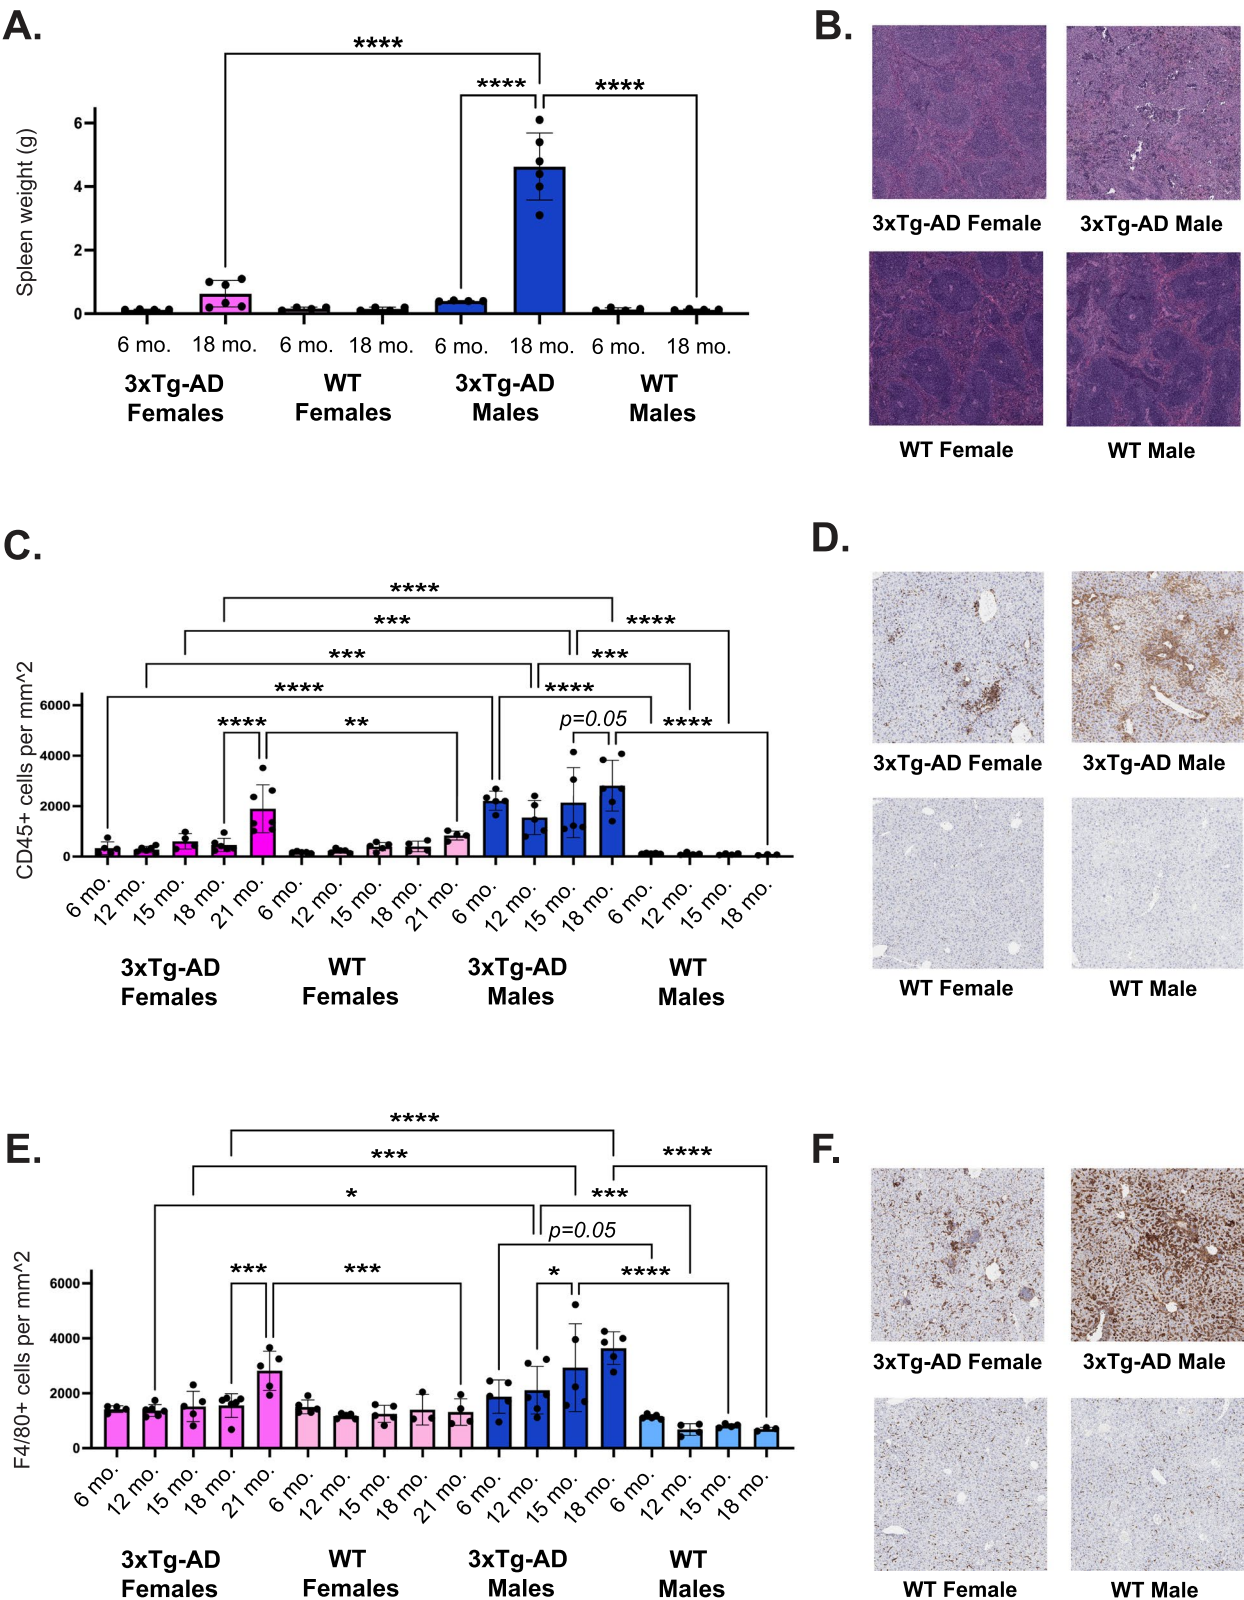 A.
****
****
****
Spleen weight (g)
6
4
2
0
6 mo.
18 mo.
6 mo.
18 mo.
6 mo.
18 mo.
6 mo.
18 mo.
3xTg-AD
Females
WT
Females
3xTg-AD
Males
WT
Males
B.
3xTg-AD Female
3xTg-AD Male
WT Female
WT Male
C.
****
***
****
***
***
****
****
****
**
p=0.05
****
CD45+ cells per mm^2
6000
4000
2000
0
6 mo.
12 mo.
15 mo.
18 mo.
21 mo.
6 mo.
12 mo.
15 mo.
18 mo.
21 mo.
6 mo.
12 mo.
15 mo.
18 mo.
6 mo.
12 mo.
15 mo.
18 mo.
3xTg-AD
Females
WT
Females
3xTg-AD
Males
WT
Males
D.
3xTg-AD Female
3xTg-AD Male
WT Female
WT Male
E.
****
***
****
*
***
p=0.05
***
***
*
****
F4/80+ cells per mm^2
6000
4000
2000
0
6 mo.
12 mo.
15 mo.
18 mo.
21 mo.
6 mo.
12 mo.
15 mo.
18 mo.
21 mo.
6 mo.
12 mo.
15 mo.
18 mo.
6 mo.
12 mo.
15 mo.
18 mo.
3xTg-AD
Females
WT
Females
3xTg-AD
Males
WT
Males
F.
3xTg-AD Female
3xTg-AD Male
WT Female
WT Male